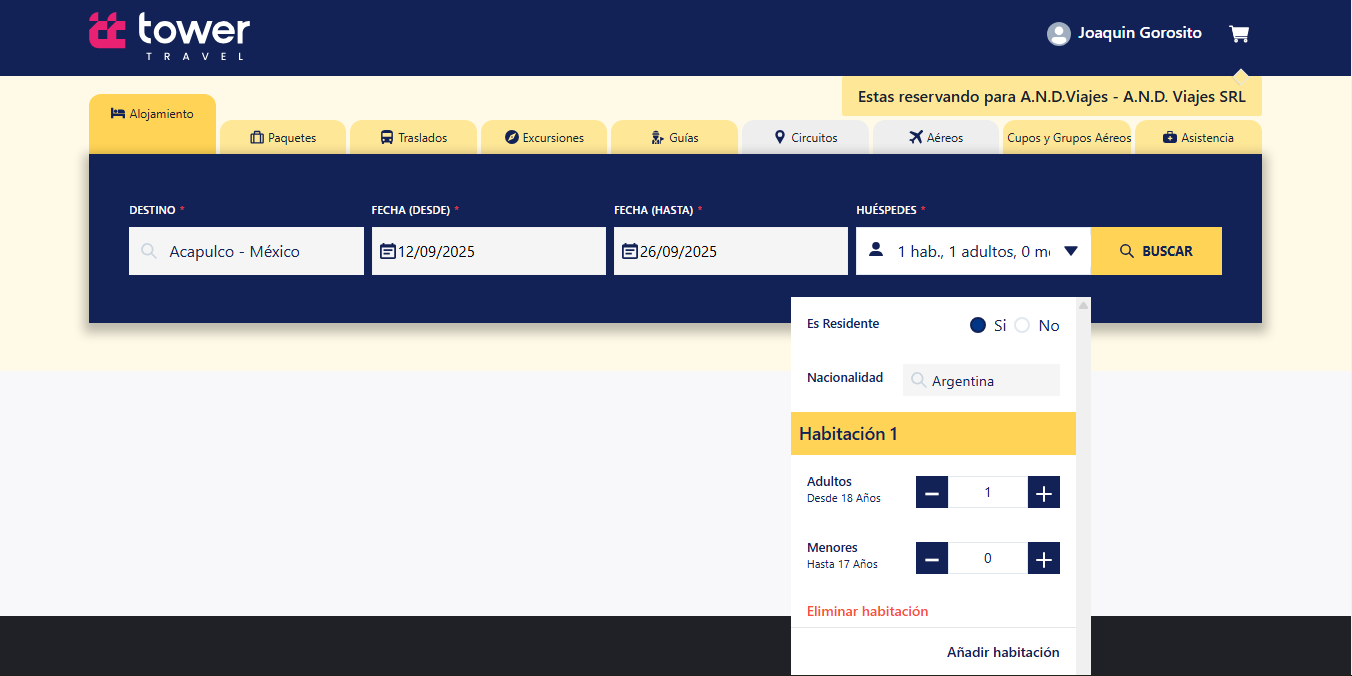 tower
TRAVEL
Joaquin Gorosito
Estas reservando para A.N.D.Viajes - A.N.D. Viajes SRL
Alojamiento
Paquetes
Traslados
Excursiones
Guías
Circuitos
Aéreos
Cupos y Grupos Aéreos
Asistencia
DESTINO *
FECHA (DESDE) *
FECHA (HASTA) *
HUÉSPEDES *
Acapulco - México
12/09/2025
26/09/2025
1 hab., 1 adultos, 0 m
BUSCAR
Es Residente
Si
No
Nacionalidad
Argentina
Habitación 1
Adultos
Desde 18 Años
1
Menores
Hasta 17 Años
0
Eliminar habitación
Añadir habitación